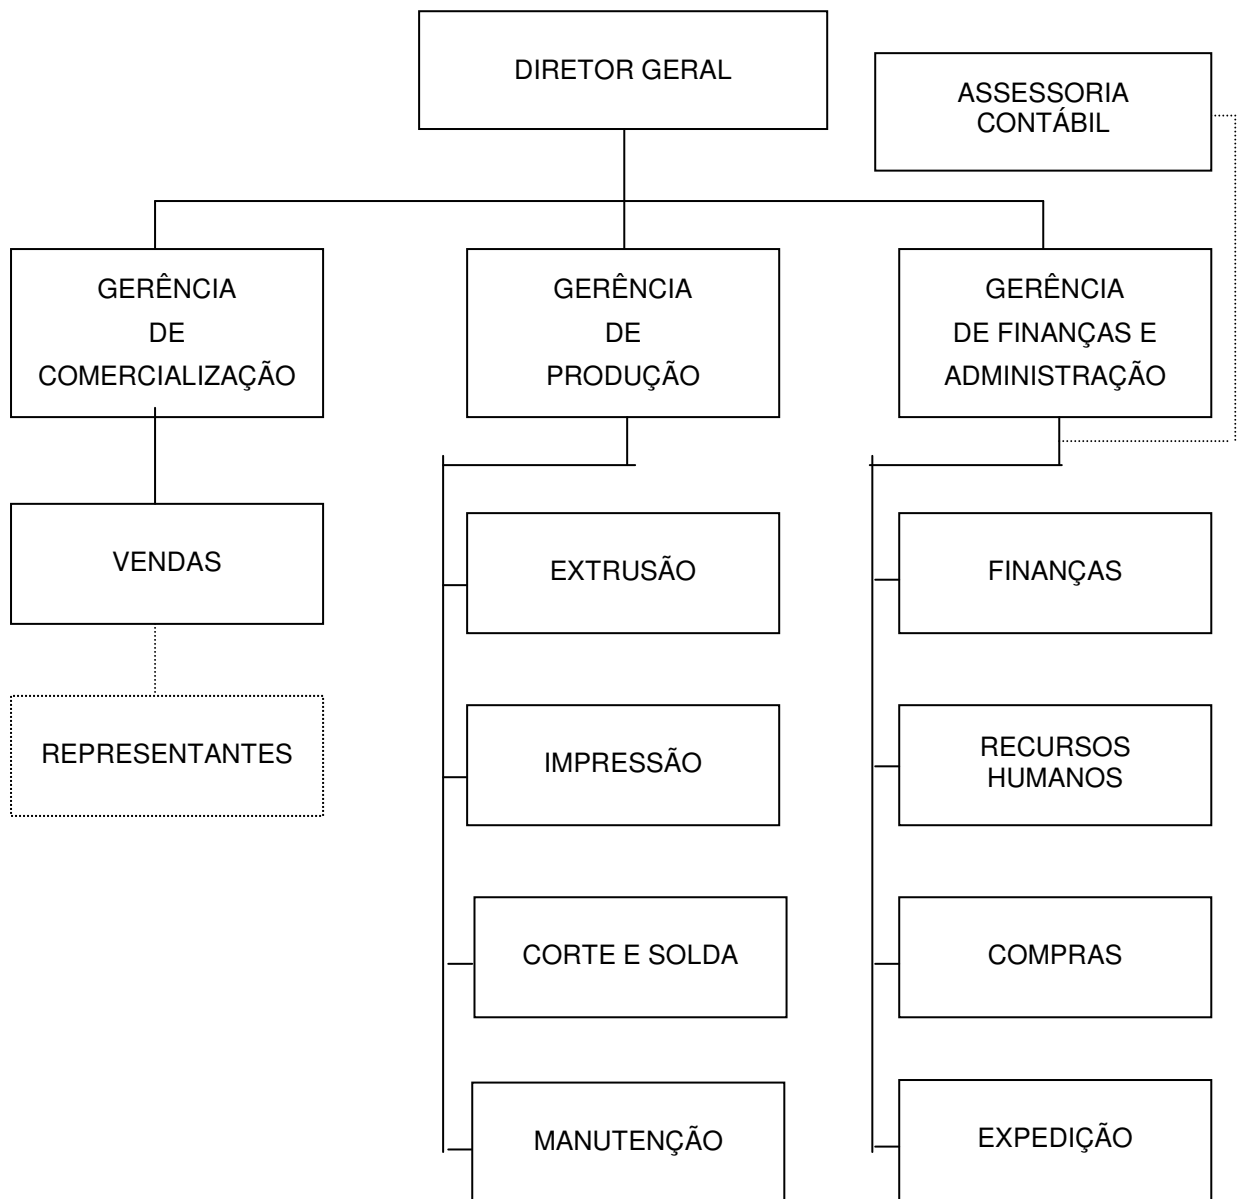 DIRETOR GERAL
ASSESSORIA
CONTÁBIL
GERÊNCIA
DE
COMERCIALIZAÇÃO
GERÊNCIA
DE
PRODUÇÃO
GERÊNCIA
DE FINANÇAS E
ADMINISTRAÇÃO
VENDAS
EXTRUSÃO
FINANÇAS
REPRESENTANTES
IMPRESSÃO
RECURSOS
HUMANOS
CORTE E SOLDA
COMPRAS
MANUTENÇÃO
EXPEDIÇÃO